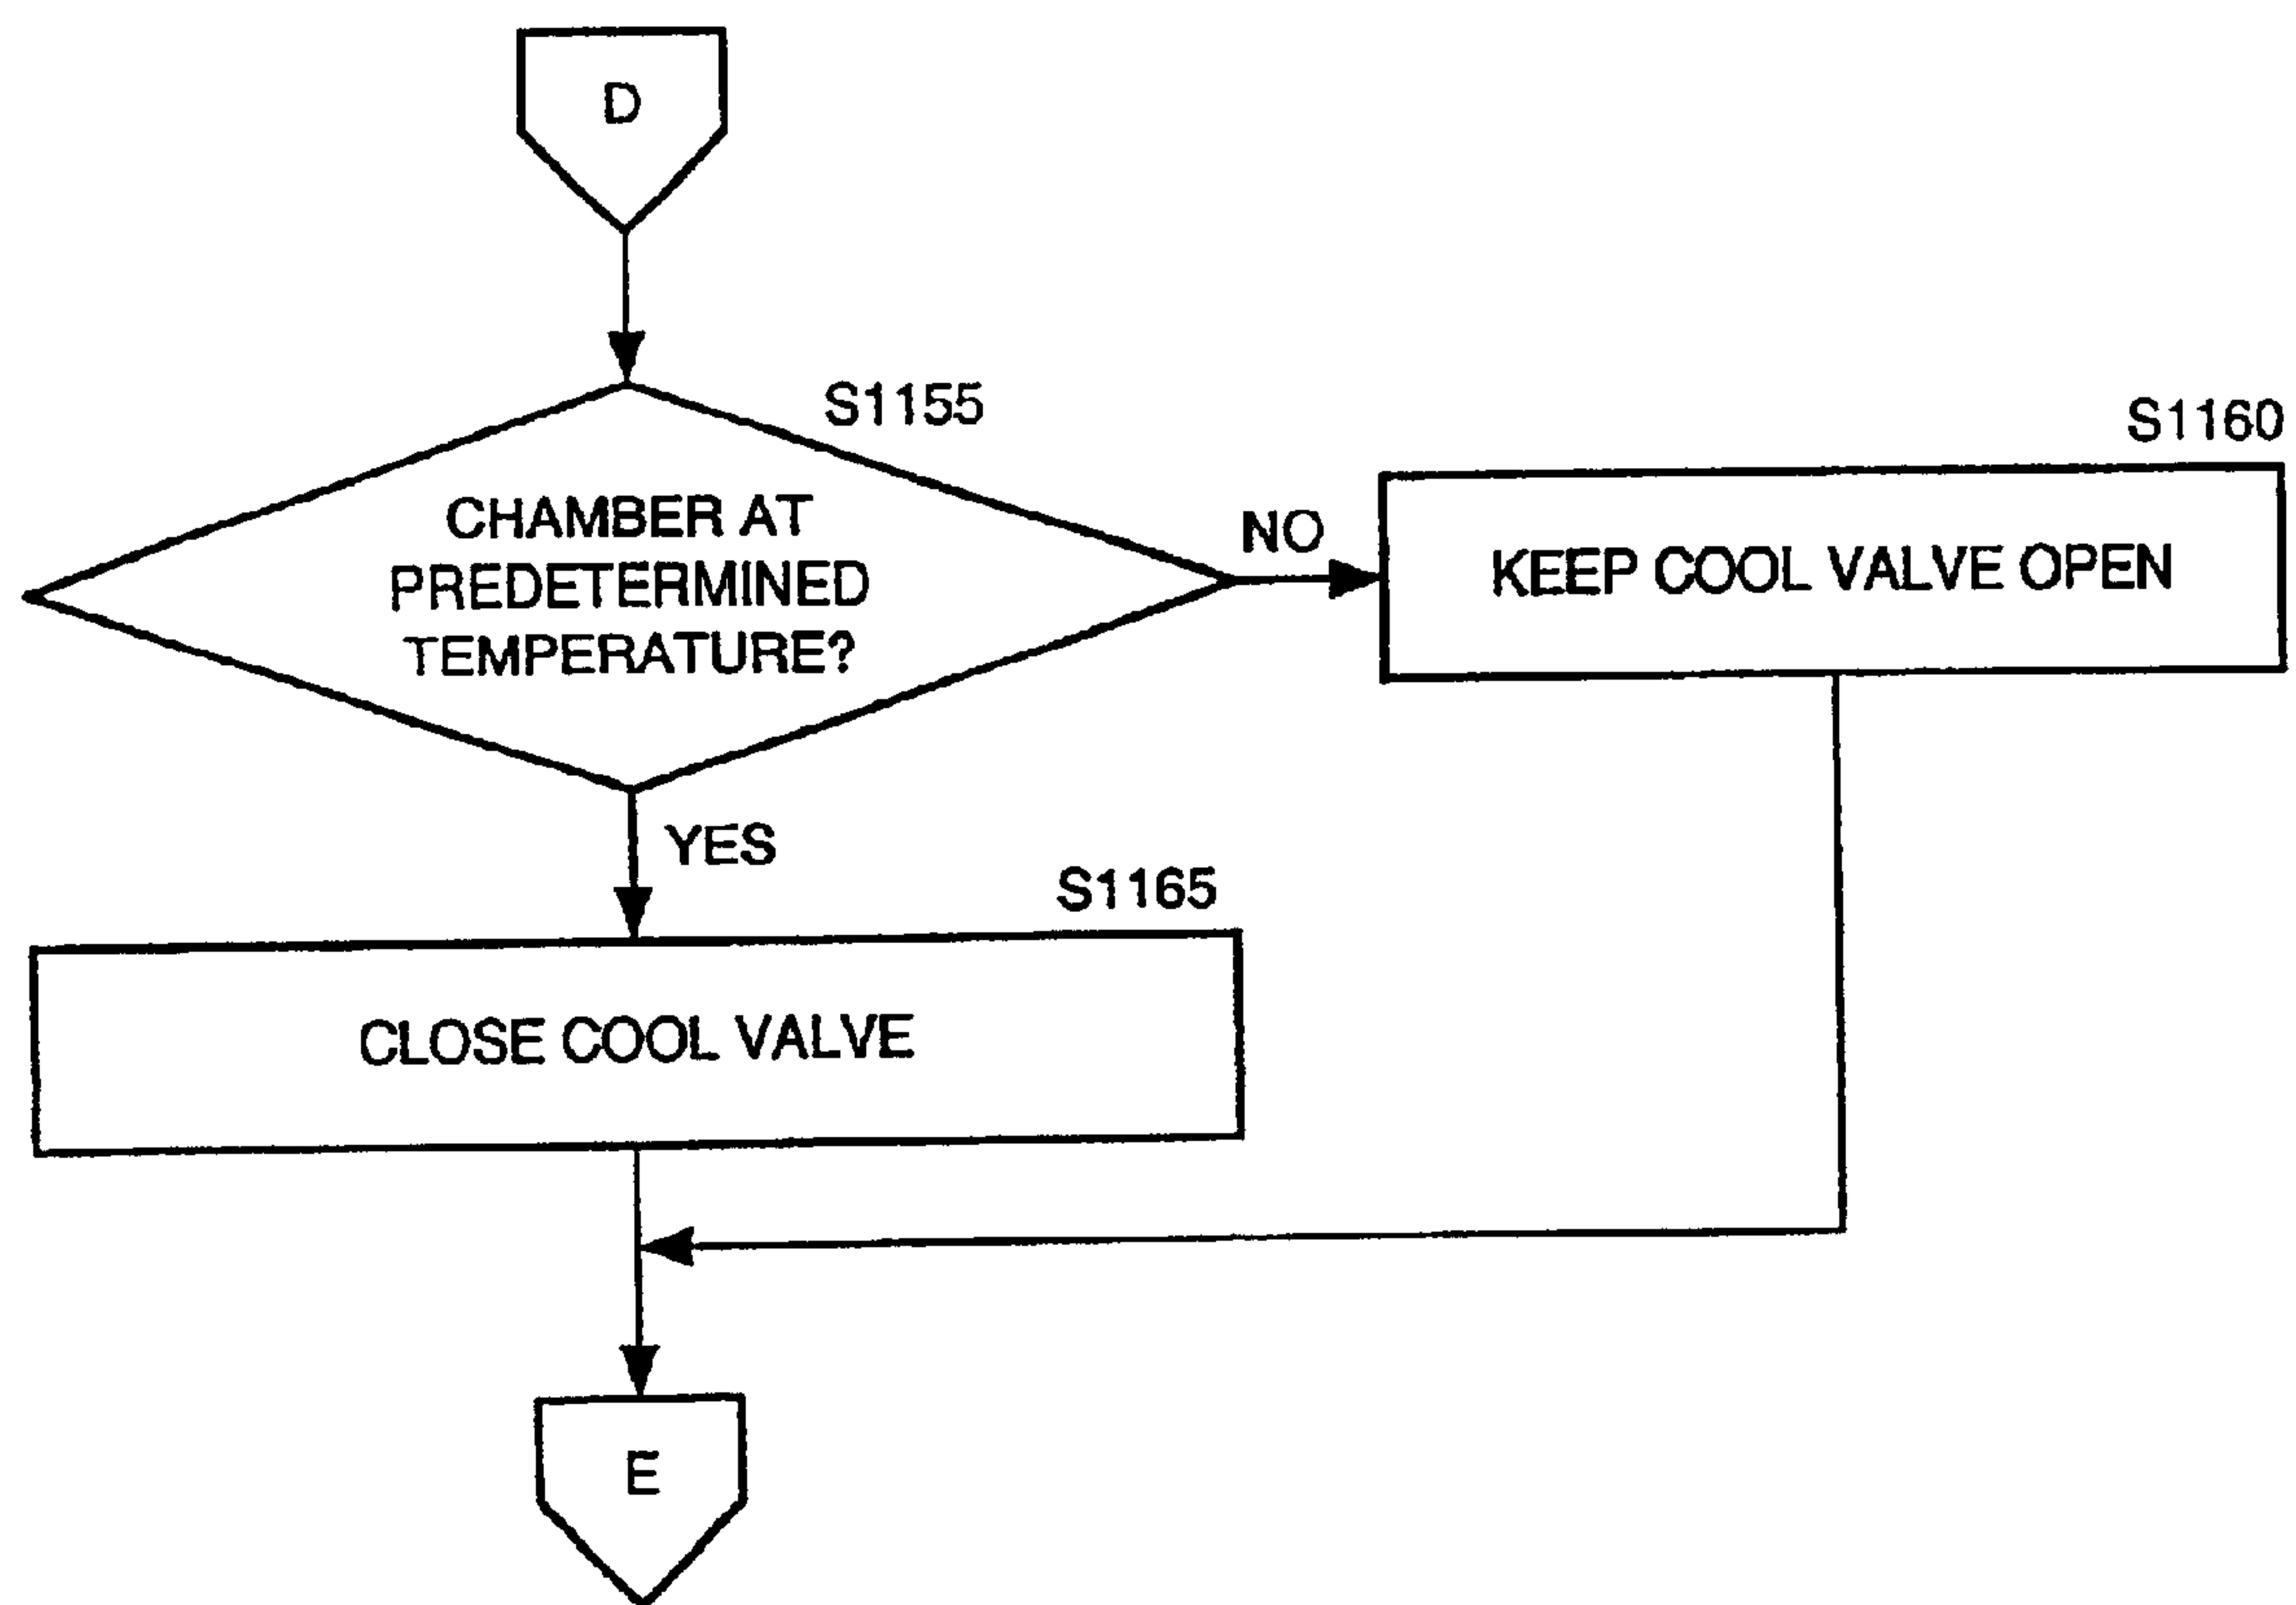 D
S1155
CHAMBER AT
PREDETERMINED
TEMPERATURE?
NO
S1160
KEEP COOL VALVE OPEN
YES
S1165
CLOSE COOL VALVE
E